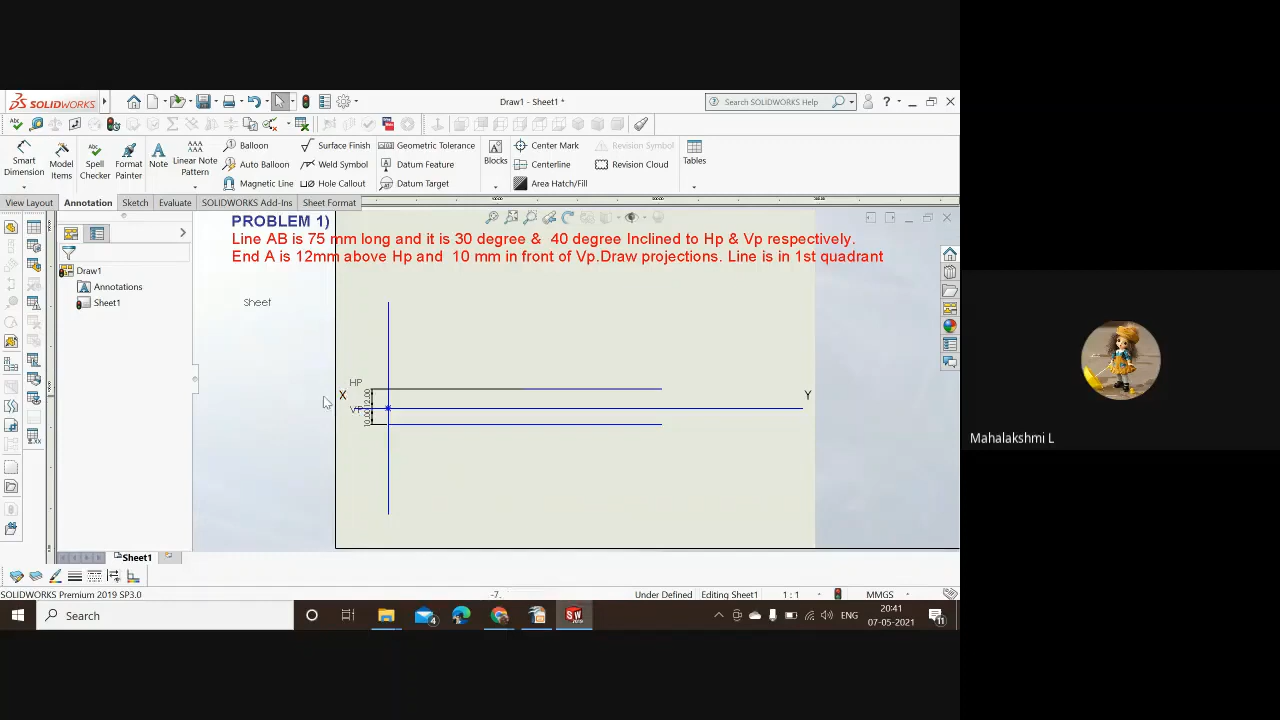 SOLIDWORKS
Draw1 - Sheet1 *
Search SOLIDWORKS Help
?
Smart Dimension
Model Items
Spell Checker
Format Painter
Note
Linear Note Pattern
Balloon
Auto Balloon
Magnetic Line
Surface Finish
Weld Symbol
Hole Callout
Geometric Tolerance
Datum Feature
Datum Target
Blocks
Center Mark
Centerline
Area Hatch/Fill
Revision Symbol
Revision Cloud
Tables
View Layout
Annotation
Sketch
Evaluate
SOLIDWORKS Add-Ins
Sheet Format
PROBLEM 1)
Line AB is 75 mm long and it is 30 degree & 40 degree Inclined to Hp & Vp respectively.
End A is 12mm above Hp and 10 mm in front of Vp.Draw projections. Line is in 1st quadrant
Draw1
Annotations
Sheet1
Sheet
HP
X
VP
12,00
10,00
Y
Mahalakshmi L
Sheet1
SOLIDWORKS Premium 2019 SP3.0
-7.
Under Defined
Editing Sheet1
1 : 1
MMGS
Search
ENG
20:41
07-05-2021